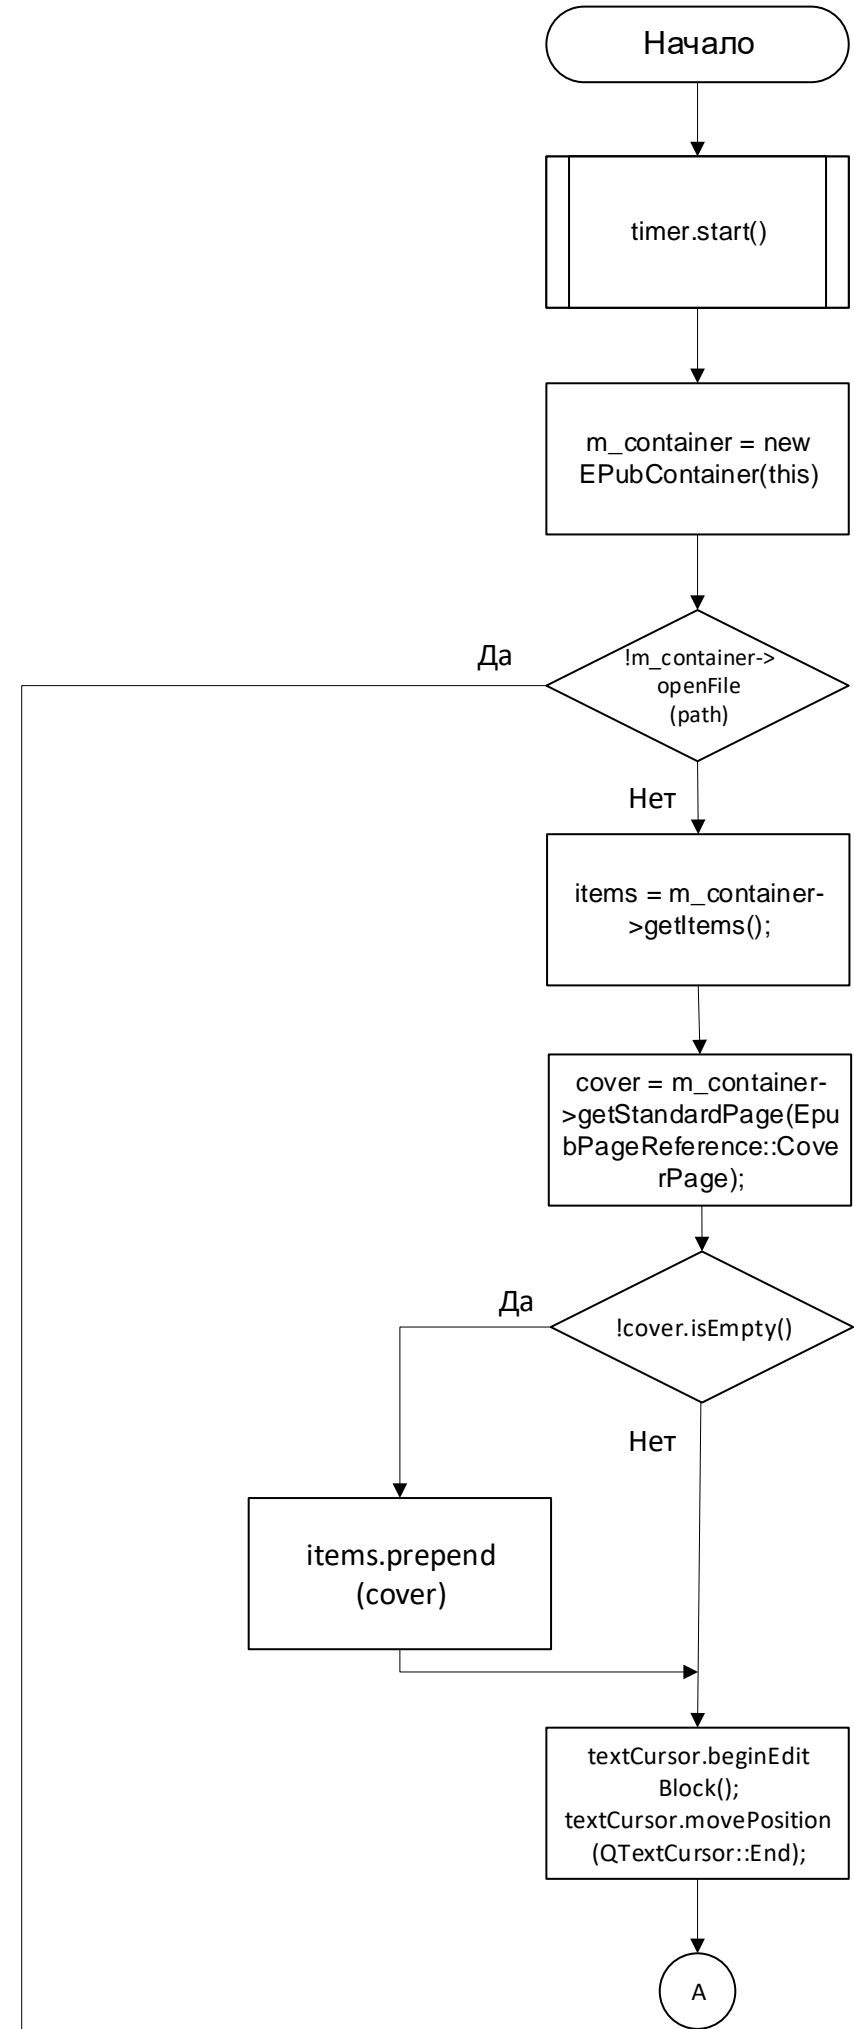 Начало
timer.start()
m_container = new
EPubContainer(this)
Да
!m_container->
openFile
(path)
Нет
items = m_container-
>getItems();
cover = m_container-
>getStandardPage(Epu
bPageReference::Cove
rPage);
Да
!cover.isEmpty()
Нет
items.prepend
(cover)
textCursor.beginEdit
Block();
textCursor.movePosition
(QTextCursor::End);
A